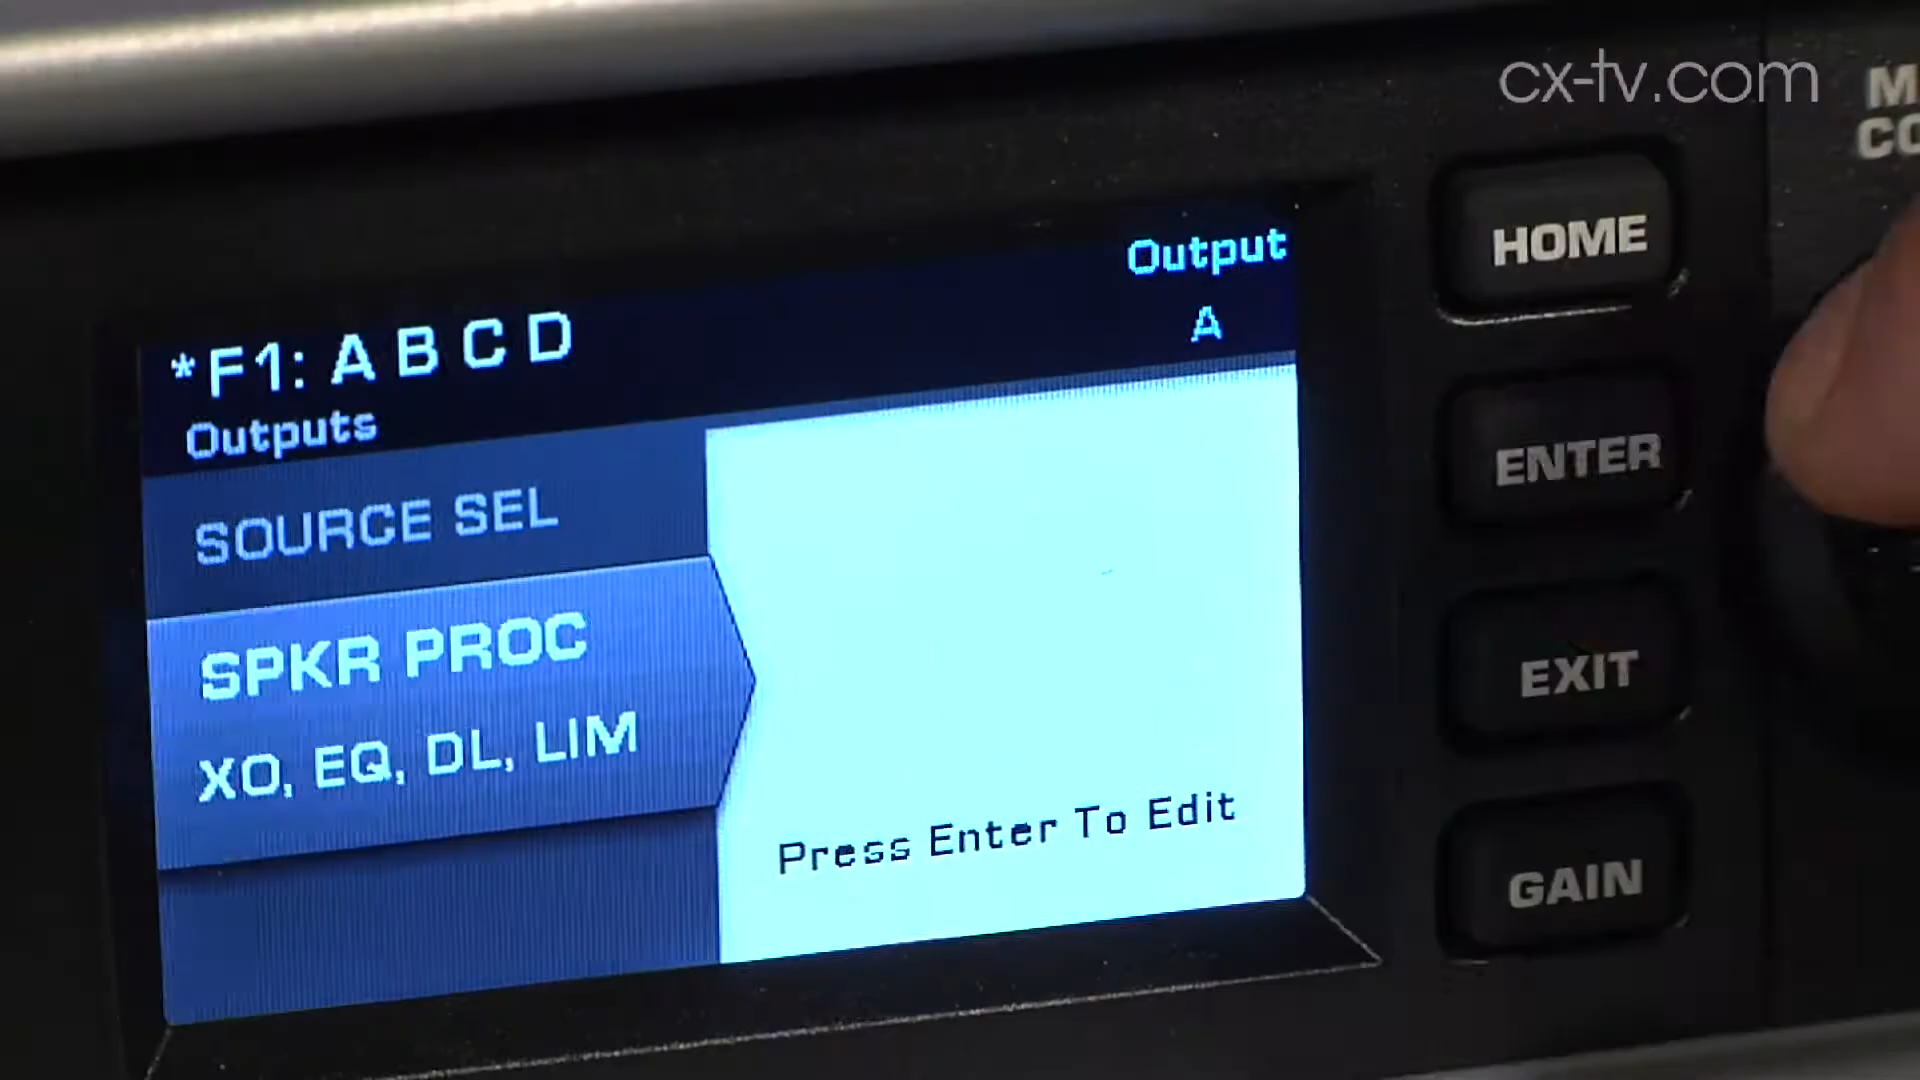 cx-tv.com
HOME
Output
A
*F1: A B C D
Outputs
SOURCE SEL
ENTER
SPKR PROC
XO, EQ, DL, LIM
EXIT
Press Enter To Edit
GAIN